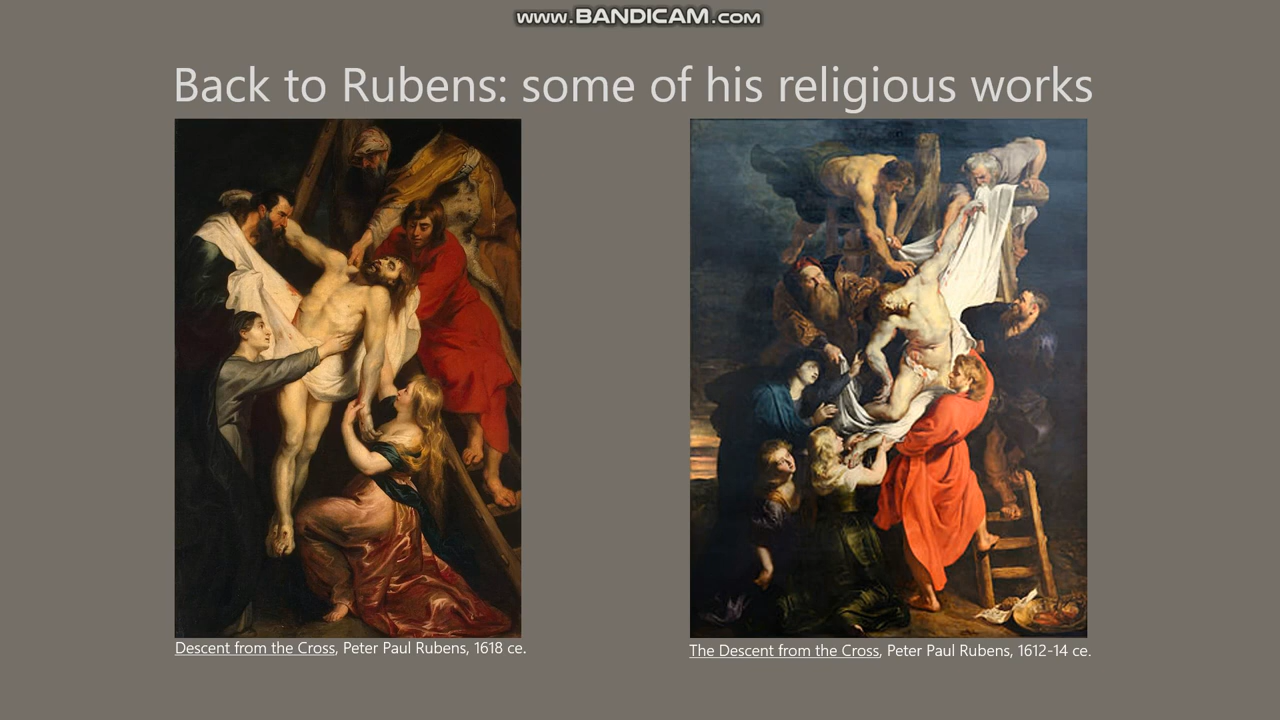 www.BANDICAM.com
Back to Rubens: some of his religious works
Descent from the Cross, Peter Paul Rubens, 1618 ce.
The Descent from the Cross, Peter Paul Rubens, 1612-14 ce.